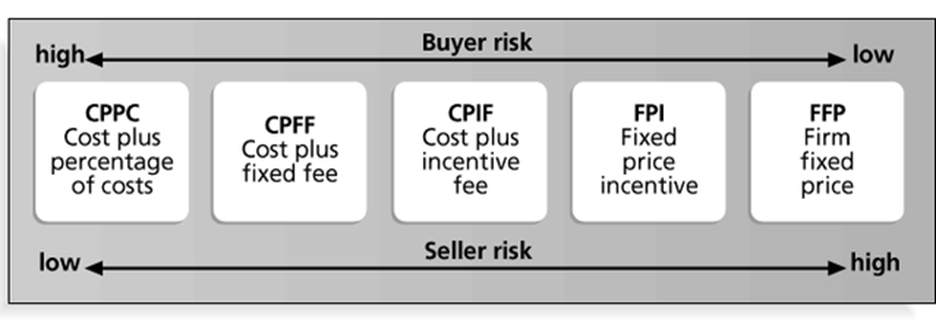 Buyer risk
high
low
CPPC
Cost plus
percentage
of costs
CPFF
Cost plus
fixed fee
CPIF
Cost plus
incentive
fee
FPI
Fixed
price
incentive
FFP
Firm
fixed
price
Seller risk
low
high